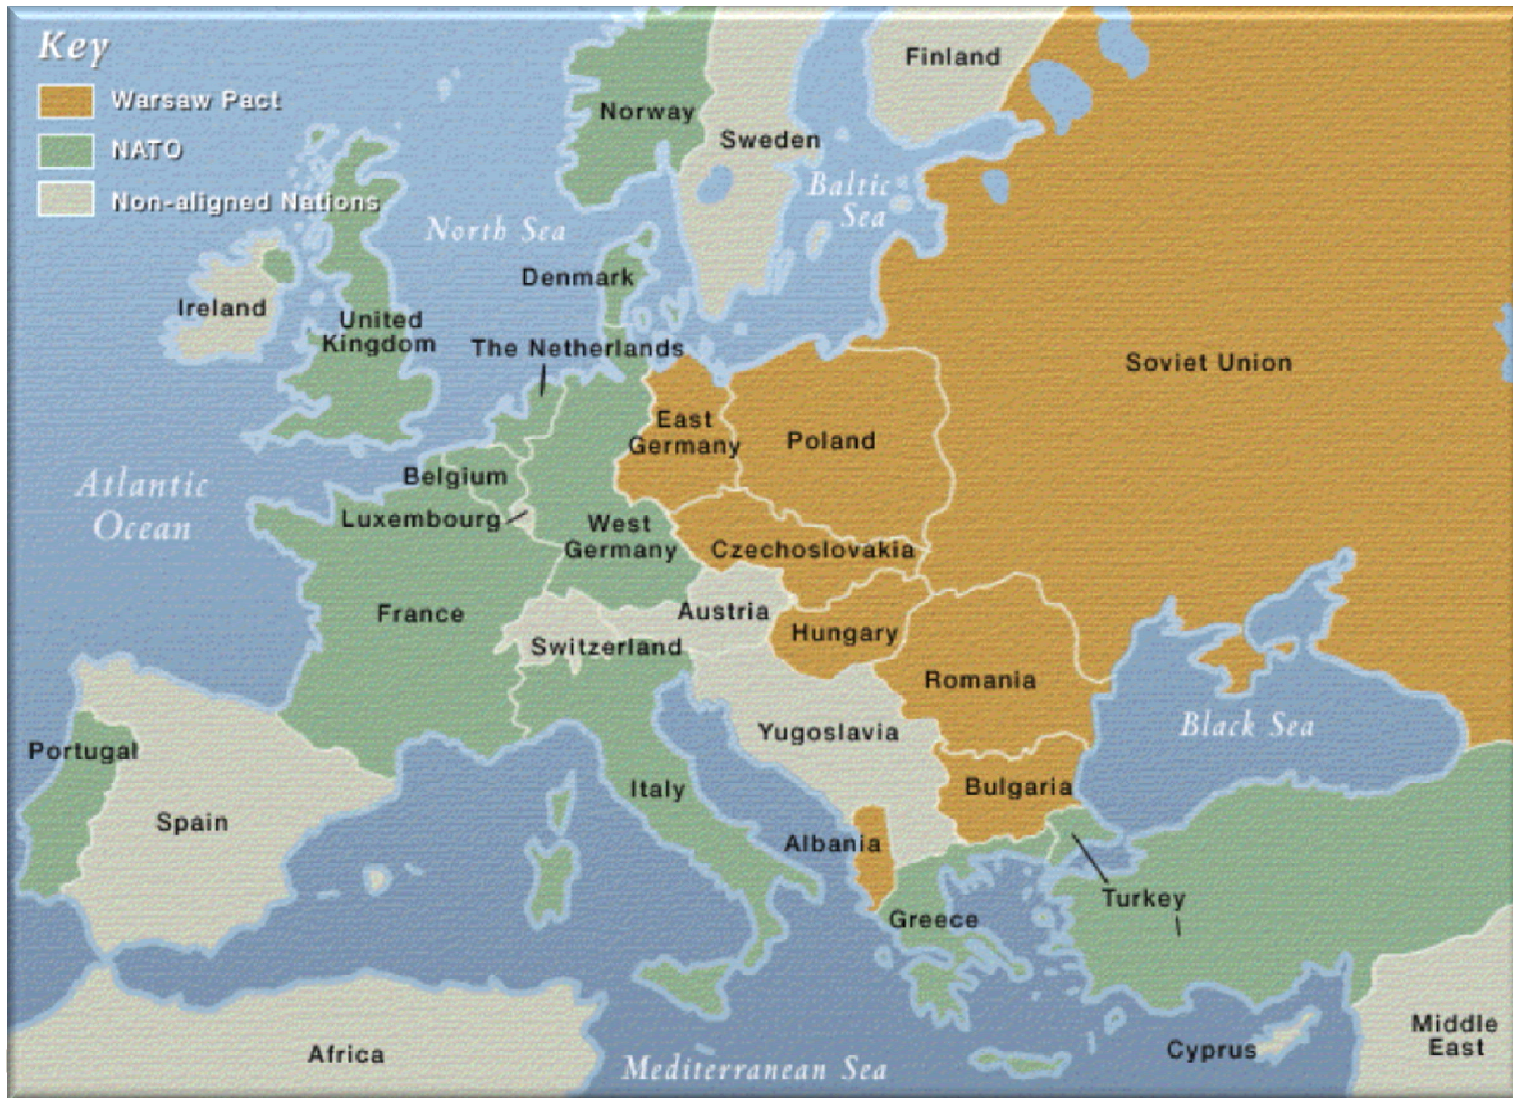 Key
Warsaw Pact
NATO
Non-aligned Nations
Finland
Norway
Sweden
Baltic
Sea
North Sea
Denmark
Ireland
United
Kingdom
The Netherlands
Soviet Union
East
Germany
Poland
Belgium
Atlantic
Ocean
Luxembourg
West
Germany
Czechoslovakia
France
Austria
Switzerland
Hungary
Romania
Portugal
Yugoslavia
Black Sea
Italy
Bulgaria
Spain
Albania
Turkey
Greece
Africa
Mediterranean Sea
Cyprus
Middle
East